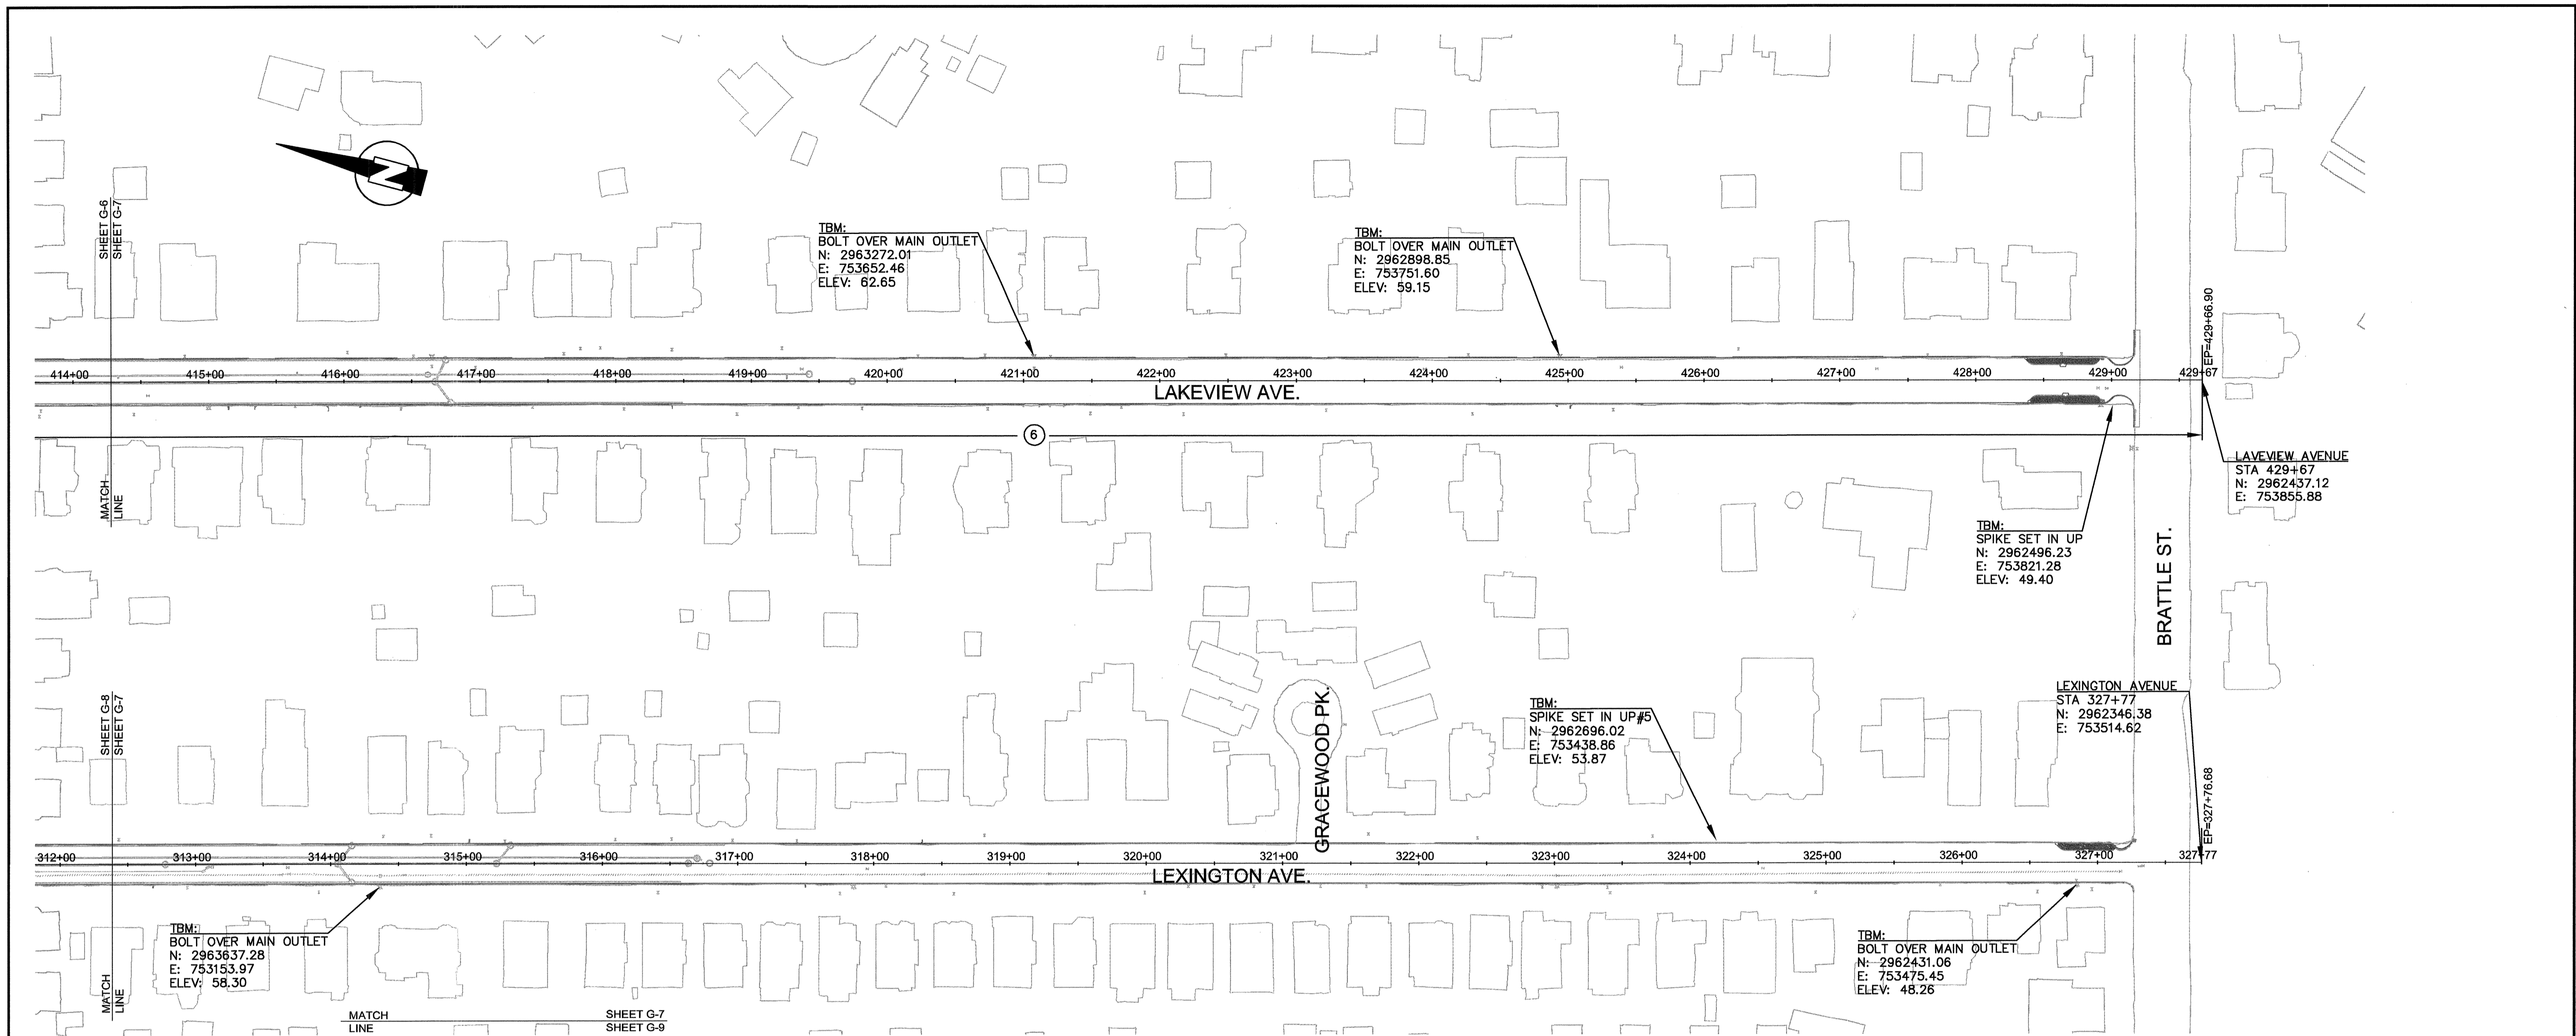 N
SHEET G-6
SHEET G-7
TBM:
BOLT OVER MAIN OUTLET
N: 2963272.01
E: 753652.46
ELEV: 62.65
TBM:
BOLT OVER MAIN OUTLET
N: 2962898.85
E: 753751.60
ELEV: 59.15
EP=429+66.90
414+00 415+00 416+00 417+00 418+00 419+00 420+00 421+00 422+00 423+00 424+00 425+00 426+00 427+00 428+00 429+00 429+67
LAKEVIEW AVE.
6
MATCH
LINE
LAVEVIEW AVENUE
STA 429+67
N: 2962437.12
E: 753855.88
TBM:
SPIKE SET IN UP
N: 2962496.23
E: 753821.28
ELEV: 49.40
BRATTLE ST.
SHEET G-8
SHEET G-7
GRACEWOOD PK.
TBM:
SPIKE SET IN UP#5
N: 2962696.02
E: 753438.86
ELEV: 53.87
LEXINGTON AVENUE
STA 327+77
N: 2962346.38
E: 753514.62
EP=327+76.68
312+00 313+00 314+00 315+00 316+00 317+00 318+00 319+00 320+00 321+00 322+00 323+00 324+00 325+00 326+00 327+00 327+77
LEXINGTON AVE.
TBM:
BOLT OVER MAIN OUTLET
N: 2963637.28
E: 753153.97
ELEV: 58.30
MATCH
LINE
TBM:
BOLT OVER MAIN OUTLET
N: 2962431.06
E: 753475.45
ELEV: 48.26
MATCH SHEET G-7
LINE SHEET G-9